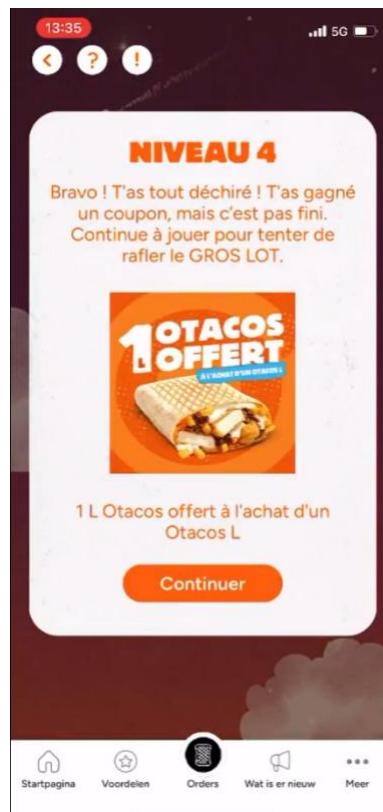 13:35
5G
?
!
NIVEAU 4
Bravo ! T'as tout déchiré ! T'as gagné
un coupon, mais c'est pas fini.
Continue à jouer pour tenter de
rafler le GROS LOT.
1 OTACOS
OFFERT
À L'ACHAT D'UN OTACOS L
1 L Otacos offert à l'achat d'un
Otacos L
Continuer
Startpagina Voordelen Orders Wat is er nieuw Meer